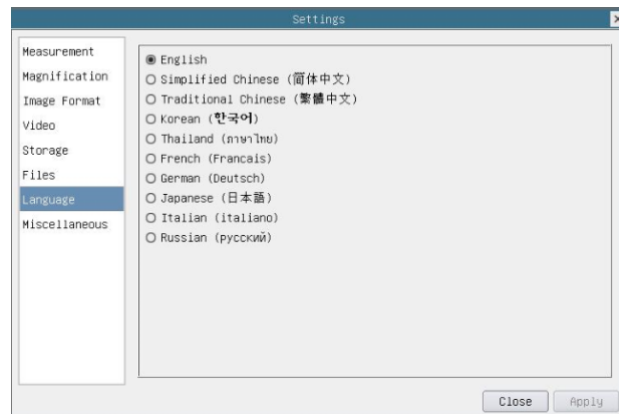 Settings
Measurement
Magnification
Image Format
Video
Storage
Files
Language
Miscellaneous
English
Simplified Chinese (简体中文)
Traditional Chinese (繁體中文)
Korean (한국어)
Thailand (ภาษาไทย)
French (Francais)
German (Deutsch)
Japanese (日本語)
Italian (italiano)
Russian (русский)
Close
Apply